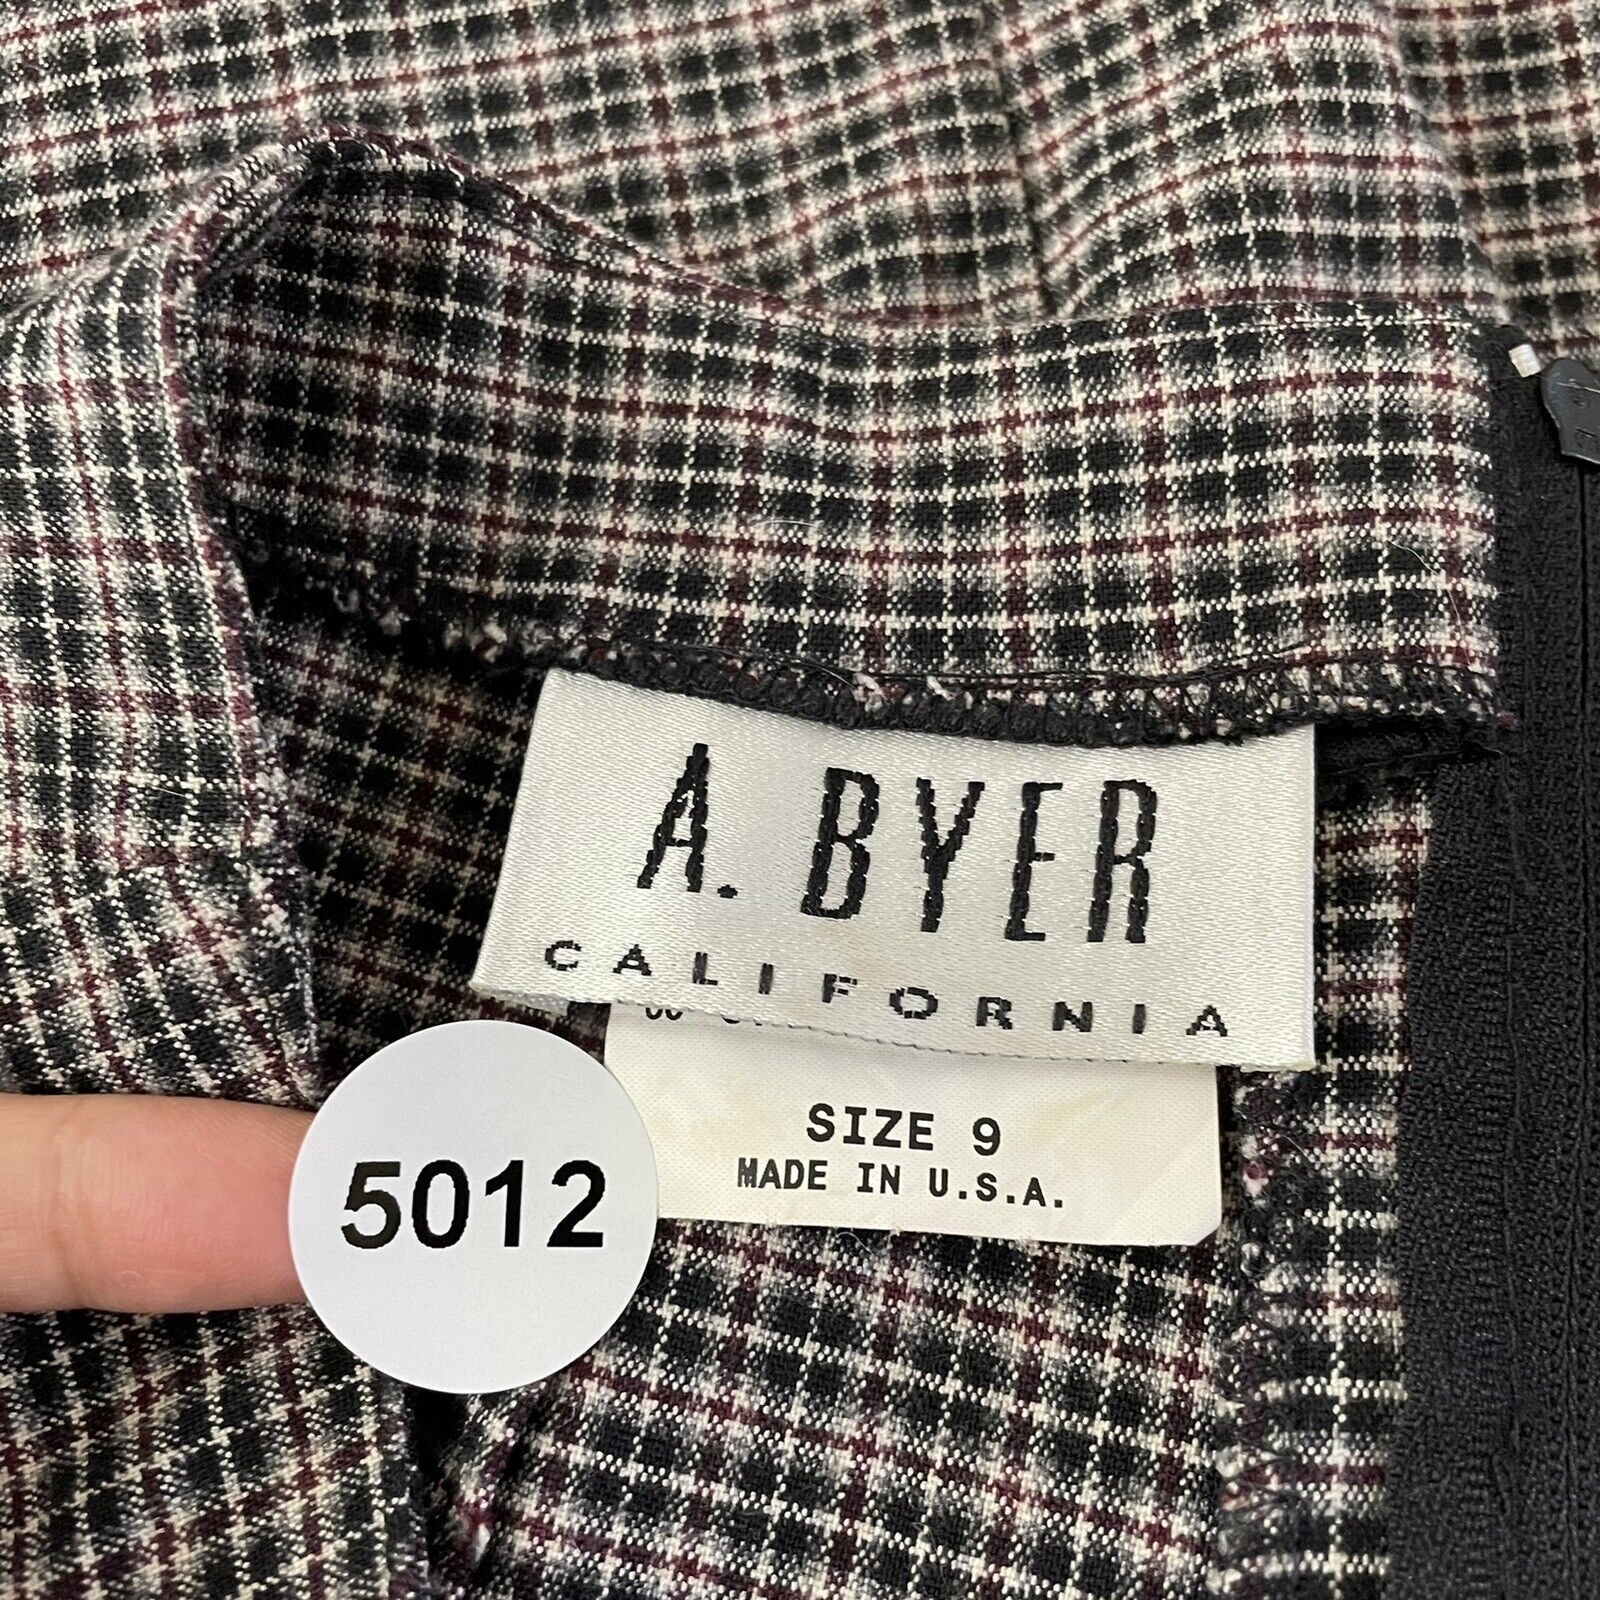 A. BYER
CALIFORNIA
SIZE 9
MADE IN U.S.A.
5012